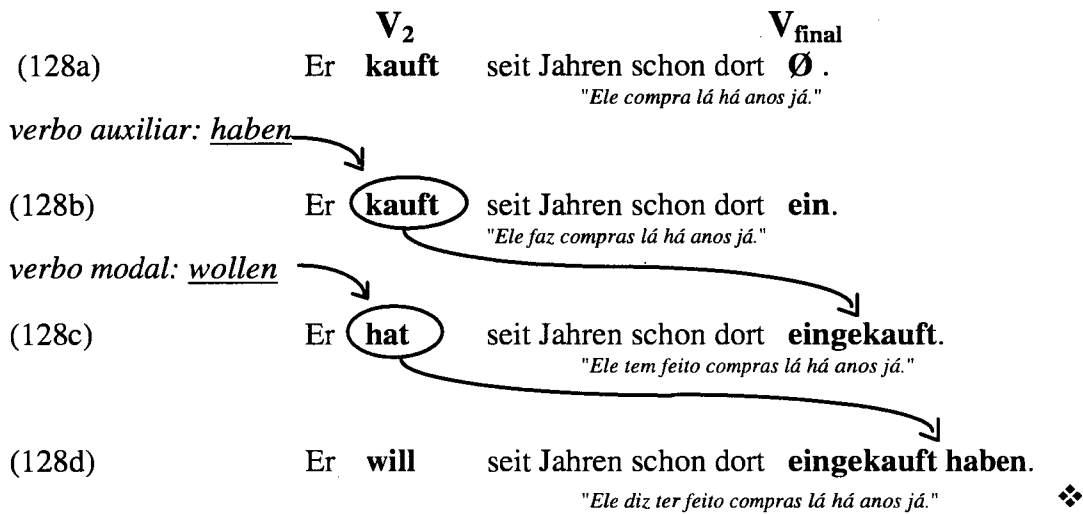 V₂ V_final
(128a) Er kauft seit Jahren schon dort Ø .
"Ele compra lá há anos já."
verbo auxiliar: haben
(128b) Er kauft seit Jahren schon dort ein.
"Ele faz compras lá há anos já."
verbo modal: wollen
(128c) Er hat seit Jahren schon dort eingekauft.
"Ele tem feito compras lá há anos já."
(128d) Er will seit Jahren schon dort eingekauft haben.
"Ele diz ter feito compras lá há anos já." ❖